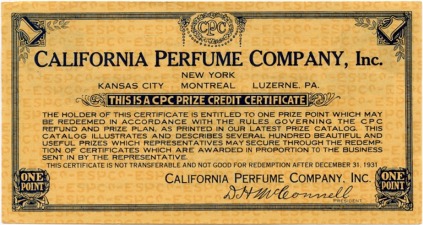 1 CPC 1
CALIFORNIA PERFUME COMPANY, Inc.
NEW YORK
KANSAS CITY MONTREAL LUZERNE, PA.
THIS IS A CPC PRIZE CREDIT CERTIFICATE
THE HOLDER OF THIS CERTIFICATE IS ENTITLED TO ONE PRIZE POINT WHICH MAY
BE REDEEMED IN ACCORDANCE WITH THE RULES GOVERNING THE CPC
REFUND AND PRIZE PLAN, AS PRINTED IN OUR LATEST PRIZE CATALOG. THIS
CATALOG ILLUSTRATES AND DESCRIBES SEVERAL HUNDRED BEAUTIFUL AND
USEFUL PRIZES WHICH REPRESENTATIVES MAY SECURE THROUGH THE REDEMP-
TION OF CERTIFICATES WHICH ARE AWARDED IN PROPORTION TO THE BUSINESS
SENT IN BY THE REPRESENTATIVE.
THIS CERTIFICATE IS NOT TRANSFERABLE AND NOT GOOD FOR REDEMPTION AFTER DECEMBER 31, 1931
CALIFORNIA PERFUME COMPANY, INC.
ONE POINT
D.H. McConnell
PRESIDENT.
ONE POINT